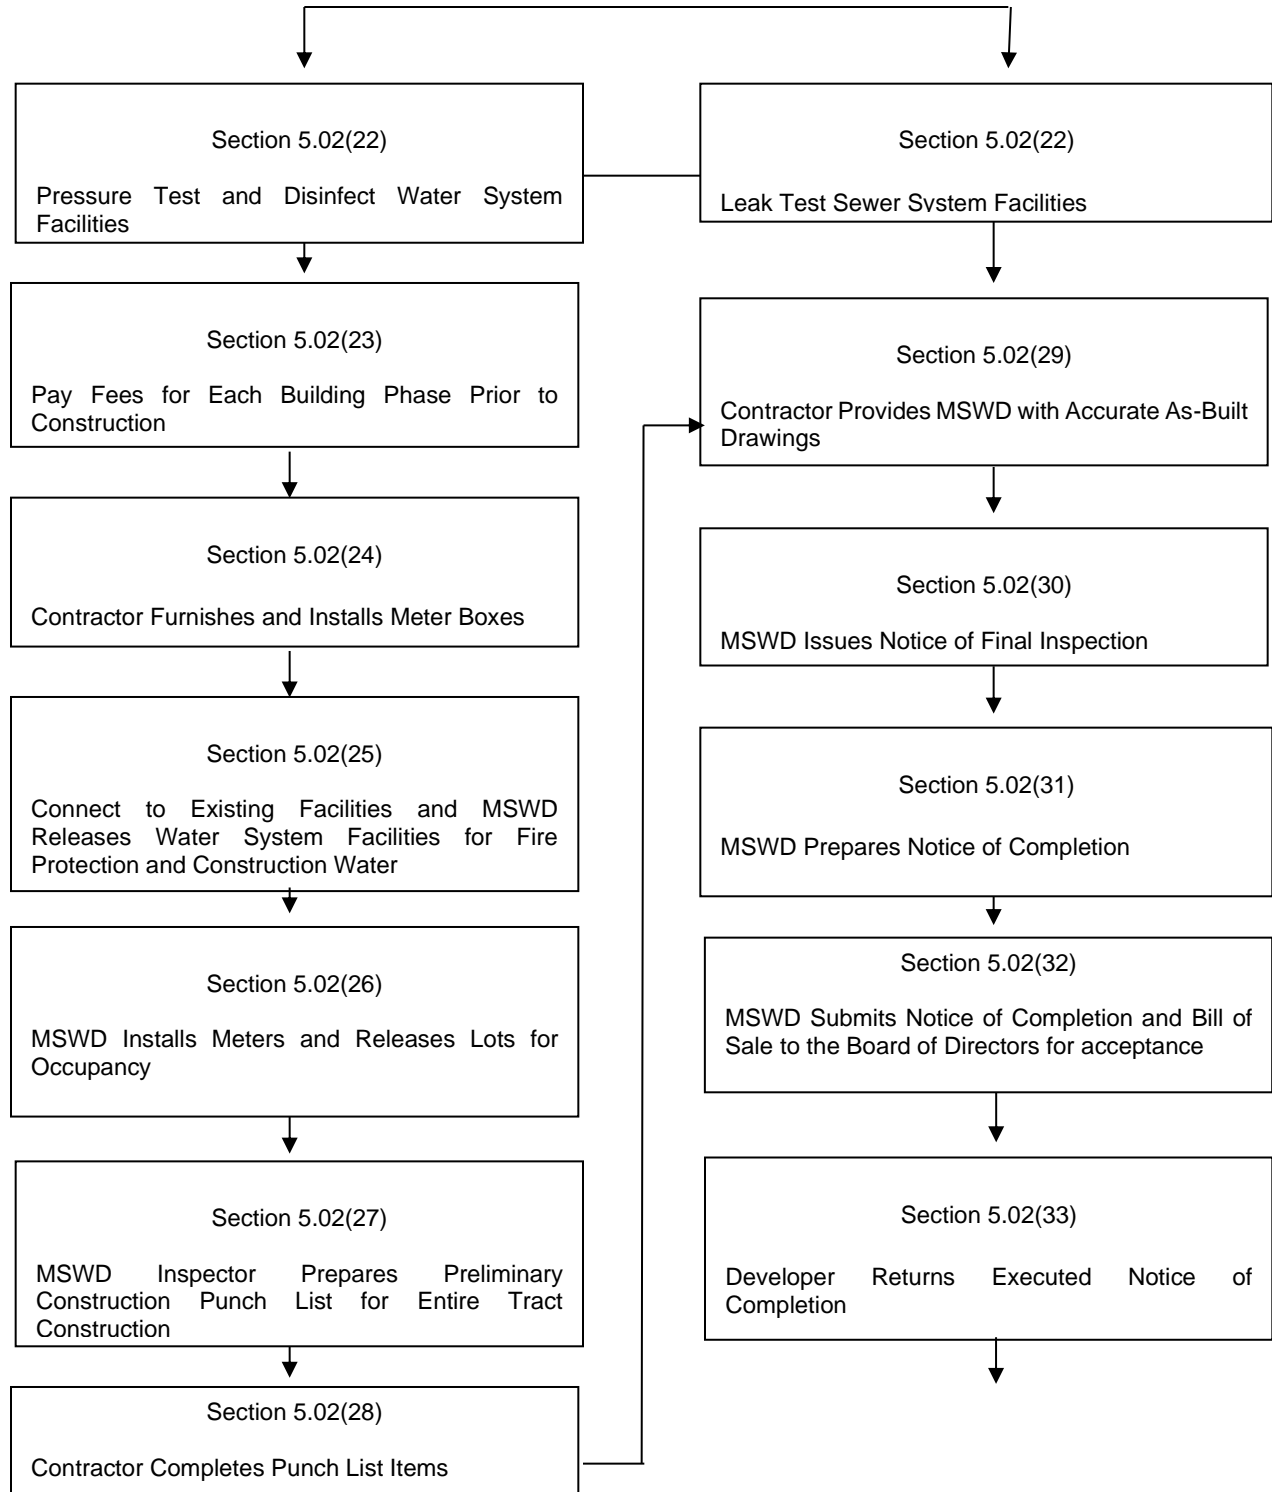 Section 5.02(22)
Pressure Test and Disinfect Water System
Facilities
Section 5.02(23)
Pay Fees for Each Building Phase Prior to
Construction
Section 5.02(24)
Contractor Furnishes and Installs Meter Boxes
Section 5.02(25)
Connect to Existing Facilities and MSWD
Releases Water System Facilities for Fire
Protection and Construction Water
Section 5.02(26)
MSWD Installs Meters and Releases Lots for
Occupancy
Section 5.02(27)
MSWD Inspector Prepares Preliminary
Construction Punch List for Entire Tract
Construction
Section 5.02(28)
Contractor Completes Punch List Items
Section 5.02(22)
Leak Test Sewer System Facilities
Section 5.02(29)
Contractor Provides MSWD with Accurate As-Built
Drawings
Section 5.02(30)
MSWD Issues Notice of Final Inspection
Section 5.02(31)
MSWD Prepares Notice of Completion
Section 5.02(32)
MSWD Submits Notice of Completion and Bill of
Sale to the Board of Directors for acceptance
Section 5.02(33)
Developer Returns Executed Notice of
Completion